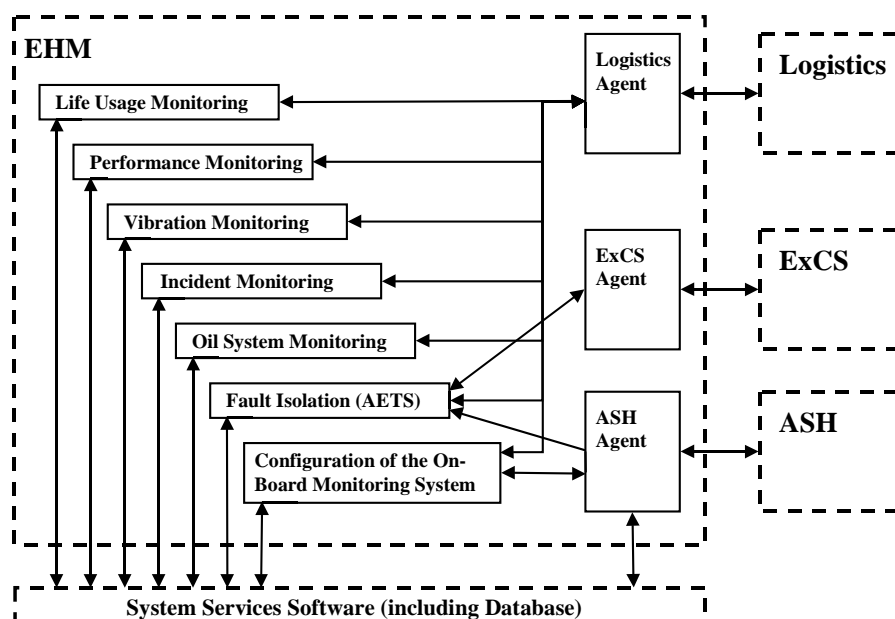 EHM
Logistics
Agent
Logistics
Life Usage Monitoring
Performance Monitoring
Vibration Monitoring
ExCS
Agent
ExCS
Incident Monitoring
Oil System Monitoring
Fault Isolation (AETS)
ASH
Agent
ASH
Configuration of the On-
Board Monitoring System
System Services Software (including Database)